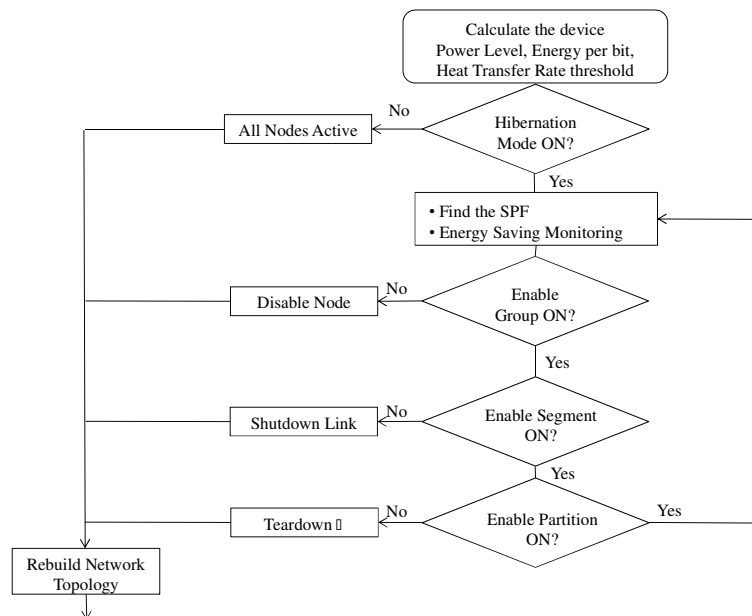 Calculate the device
Power Level, Energy per bit,
Heat Transfer Rate threshold
No
All Nodes Active
Hibernation
Mode ON?
Yes
• Find the SPF
• Energy Saving Monitoring
No
Disable Node
Enable
Group ON?
Yes
No
Shutdown Link
Enable Segment
ON?
Yes
No
Teardown
Enable Partition
ON?
Yes
Rebuild Network
Topology